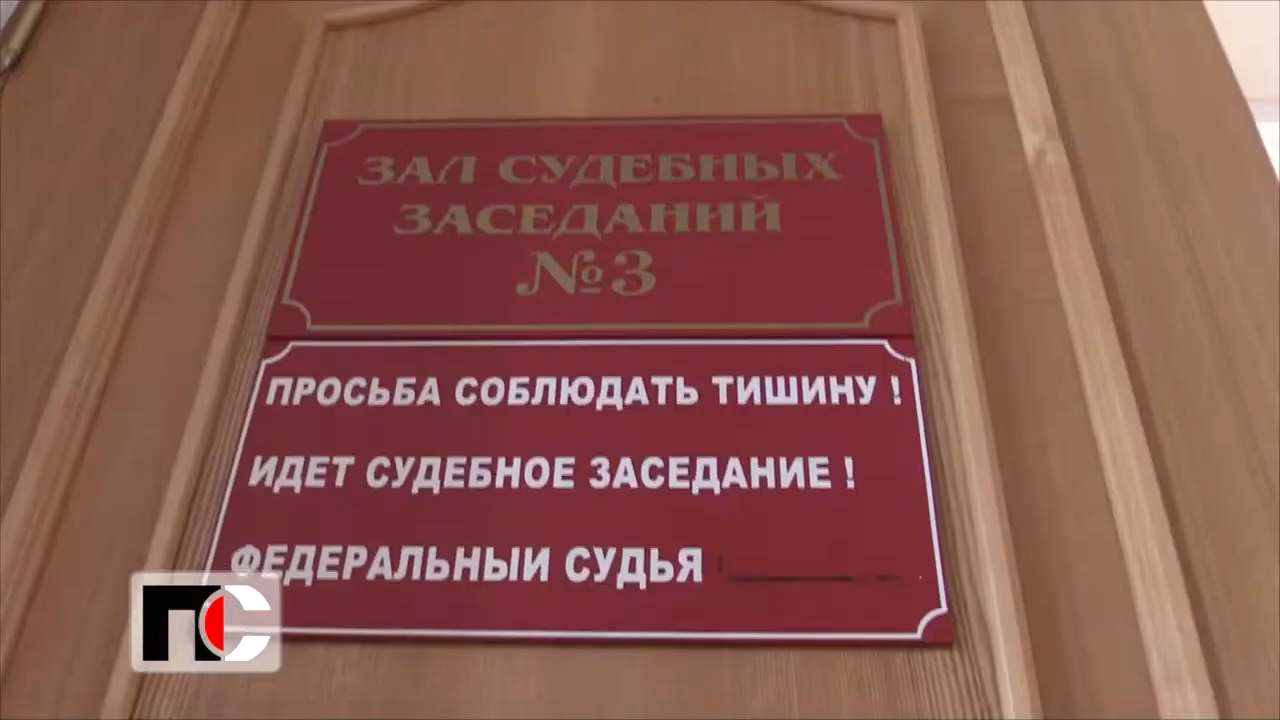 ЗАЛ СУДЕБНЫХ
ЗАСЕДАНИЙ
№3
ПРОСЬБА СОБЛЮДАТЬ ТИШИНУ !
ИДЕТ СУДЕБНОЕ ЗАСЕДАНИЕ !
ФЕДЕРАЛЬНЫЙ СУДЬЯ
ПС